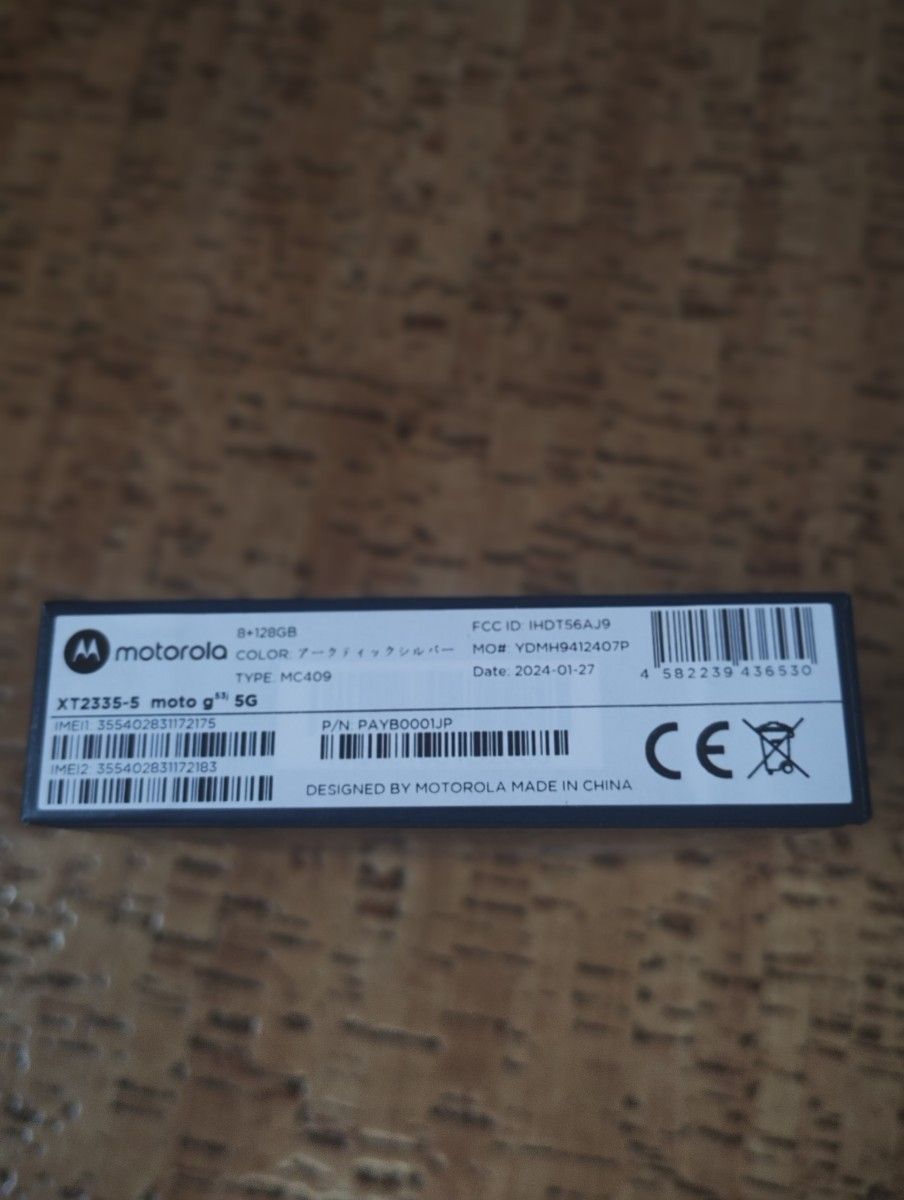 motorola
8+128GB
COLOR: アークティックシルバー
TYPE: MC409
FCC ID: IHDT56AJ9
MO#: YDMH9412407P
Date: 2024-01-27
4 582239 436530
XT2335-5 moto g53j 5G
IMEI1: 355402831172175
IMEI2: 355402831172183
P/N: PAYB0001JP
DESIGNED BY MOTOROLA MADE IN CHINA
CE